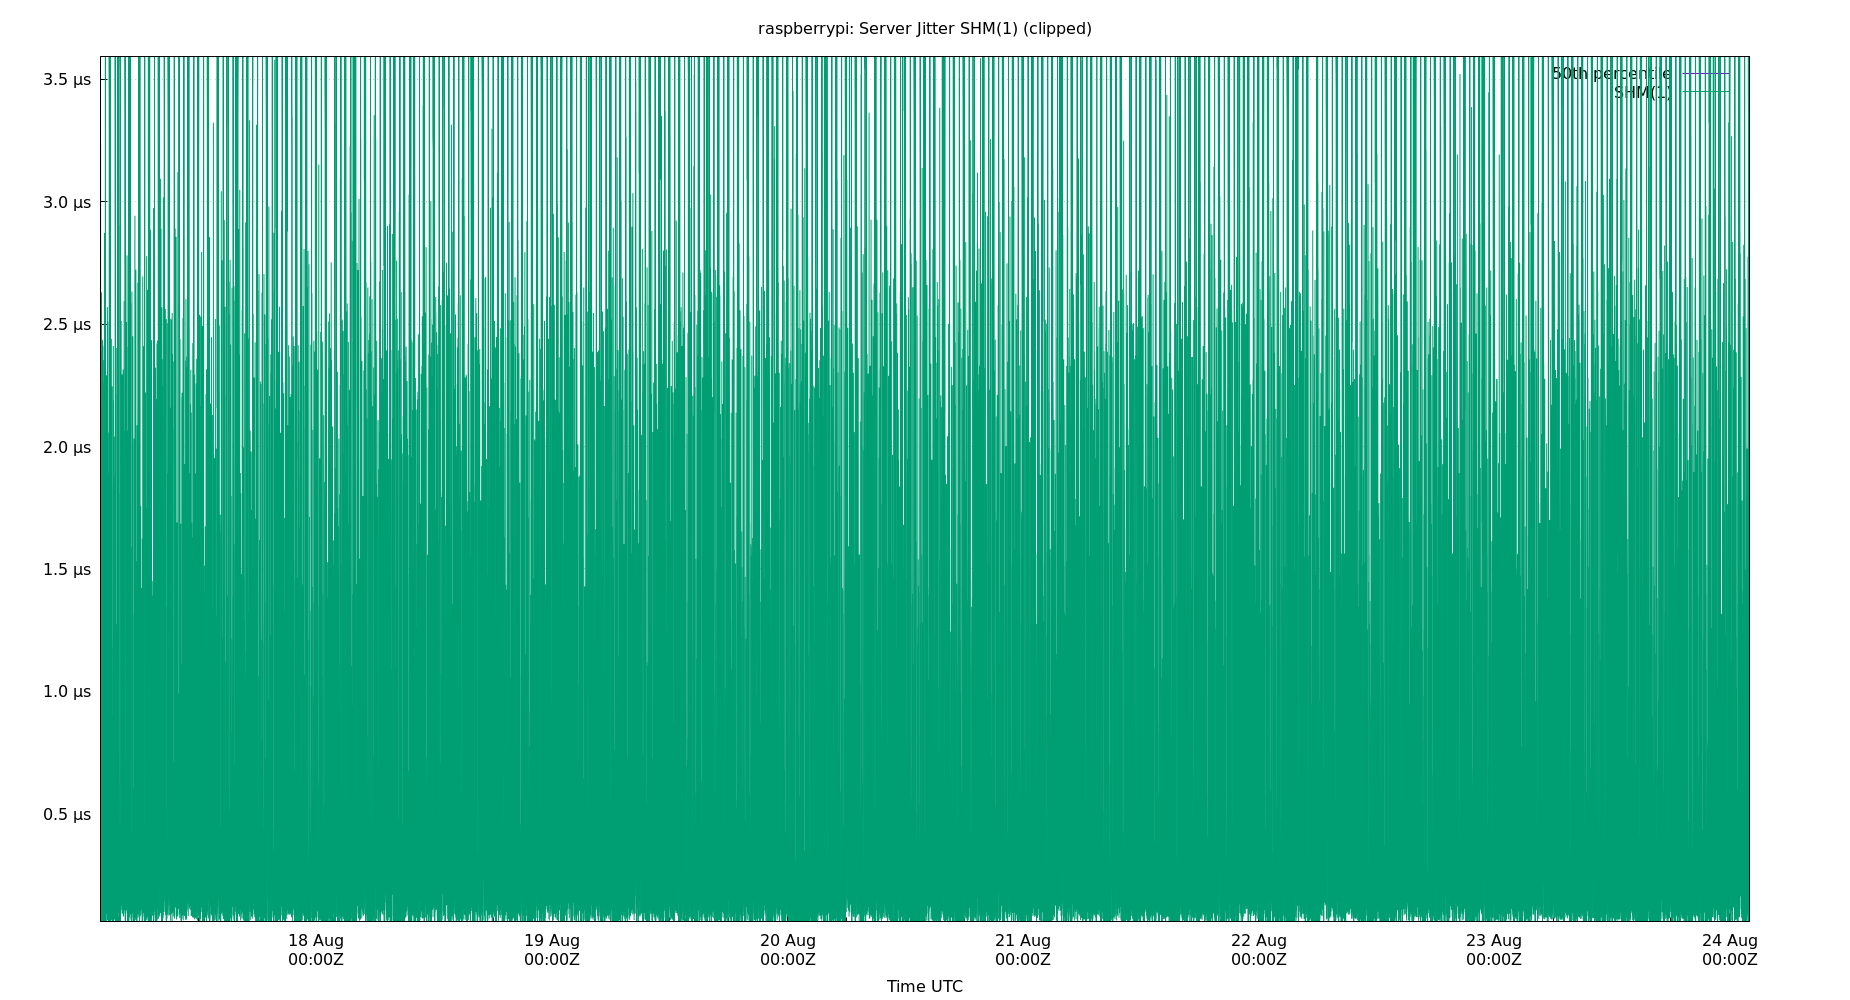 raspberrypi: Server Jitter SHM(1) (clipped)
3.5 µs
50th percentile
SHM(1)
3.0 µs
2.5 µs
2.0 µs
1.5 µs
1.0 µs
0.5 µs
18 Aug 19 Aug 20 Aug 21 Aug 22 Aug 23 Aug 24 Aug
00:00Z 00:00Z 00:00Z 00:00Z 00:00Z 00:00Z 00:00Z
Time UTC